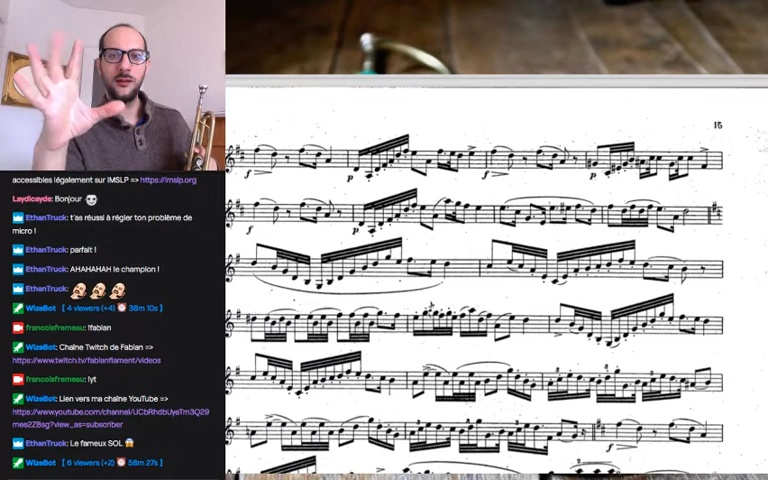 accessibles légalement sur IMSLP => https://imslp.org
Laydicayde: Bonjour
EthanTruck: t'as réussi à régler ton problème de
micro !
EthanTruck: parfait !
EthanTruck: AHAHAHAH le champion !
EthanTruck:
WizeBot [ 4 viewers (+4) 38m 10s ]
francoisfremeau: !fabian
WizeBot: Chaîne Twitch de Fabian =>
https://www.twitch.tv/fabianflament/videos
francoisfremeau: !yt
WizeBot: Lien vers ma chaîne YouTube =>
https://www.youtube.com/channel/UCbRhdbUyeTm3Q29
mea2ZBsg?view_as=subscriber
EthanTruck: Le fameux SOL
WizeBot [ 6 viewers (+2) 58m 27s ]
15
f p f p
f p
f